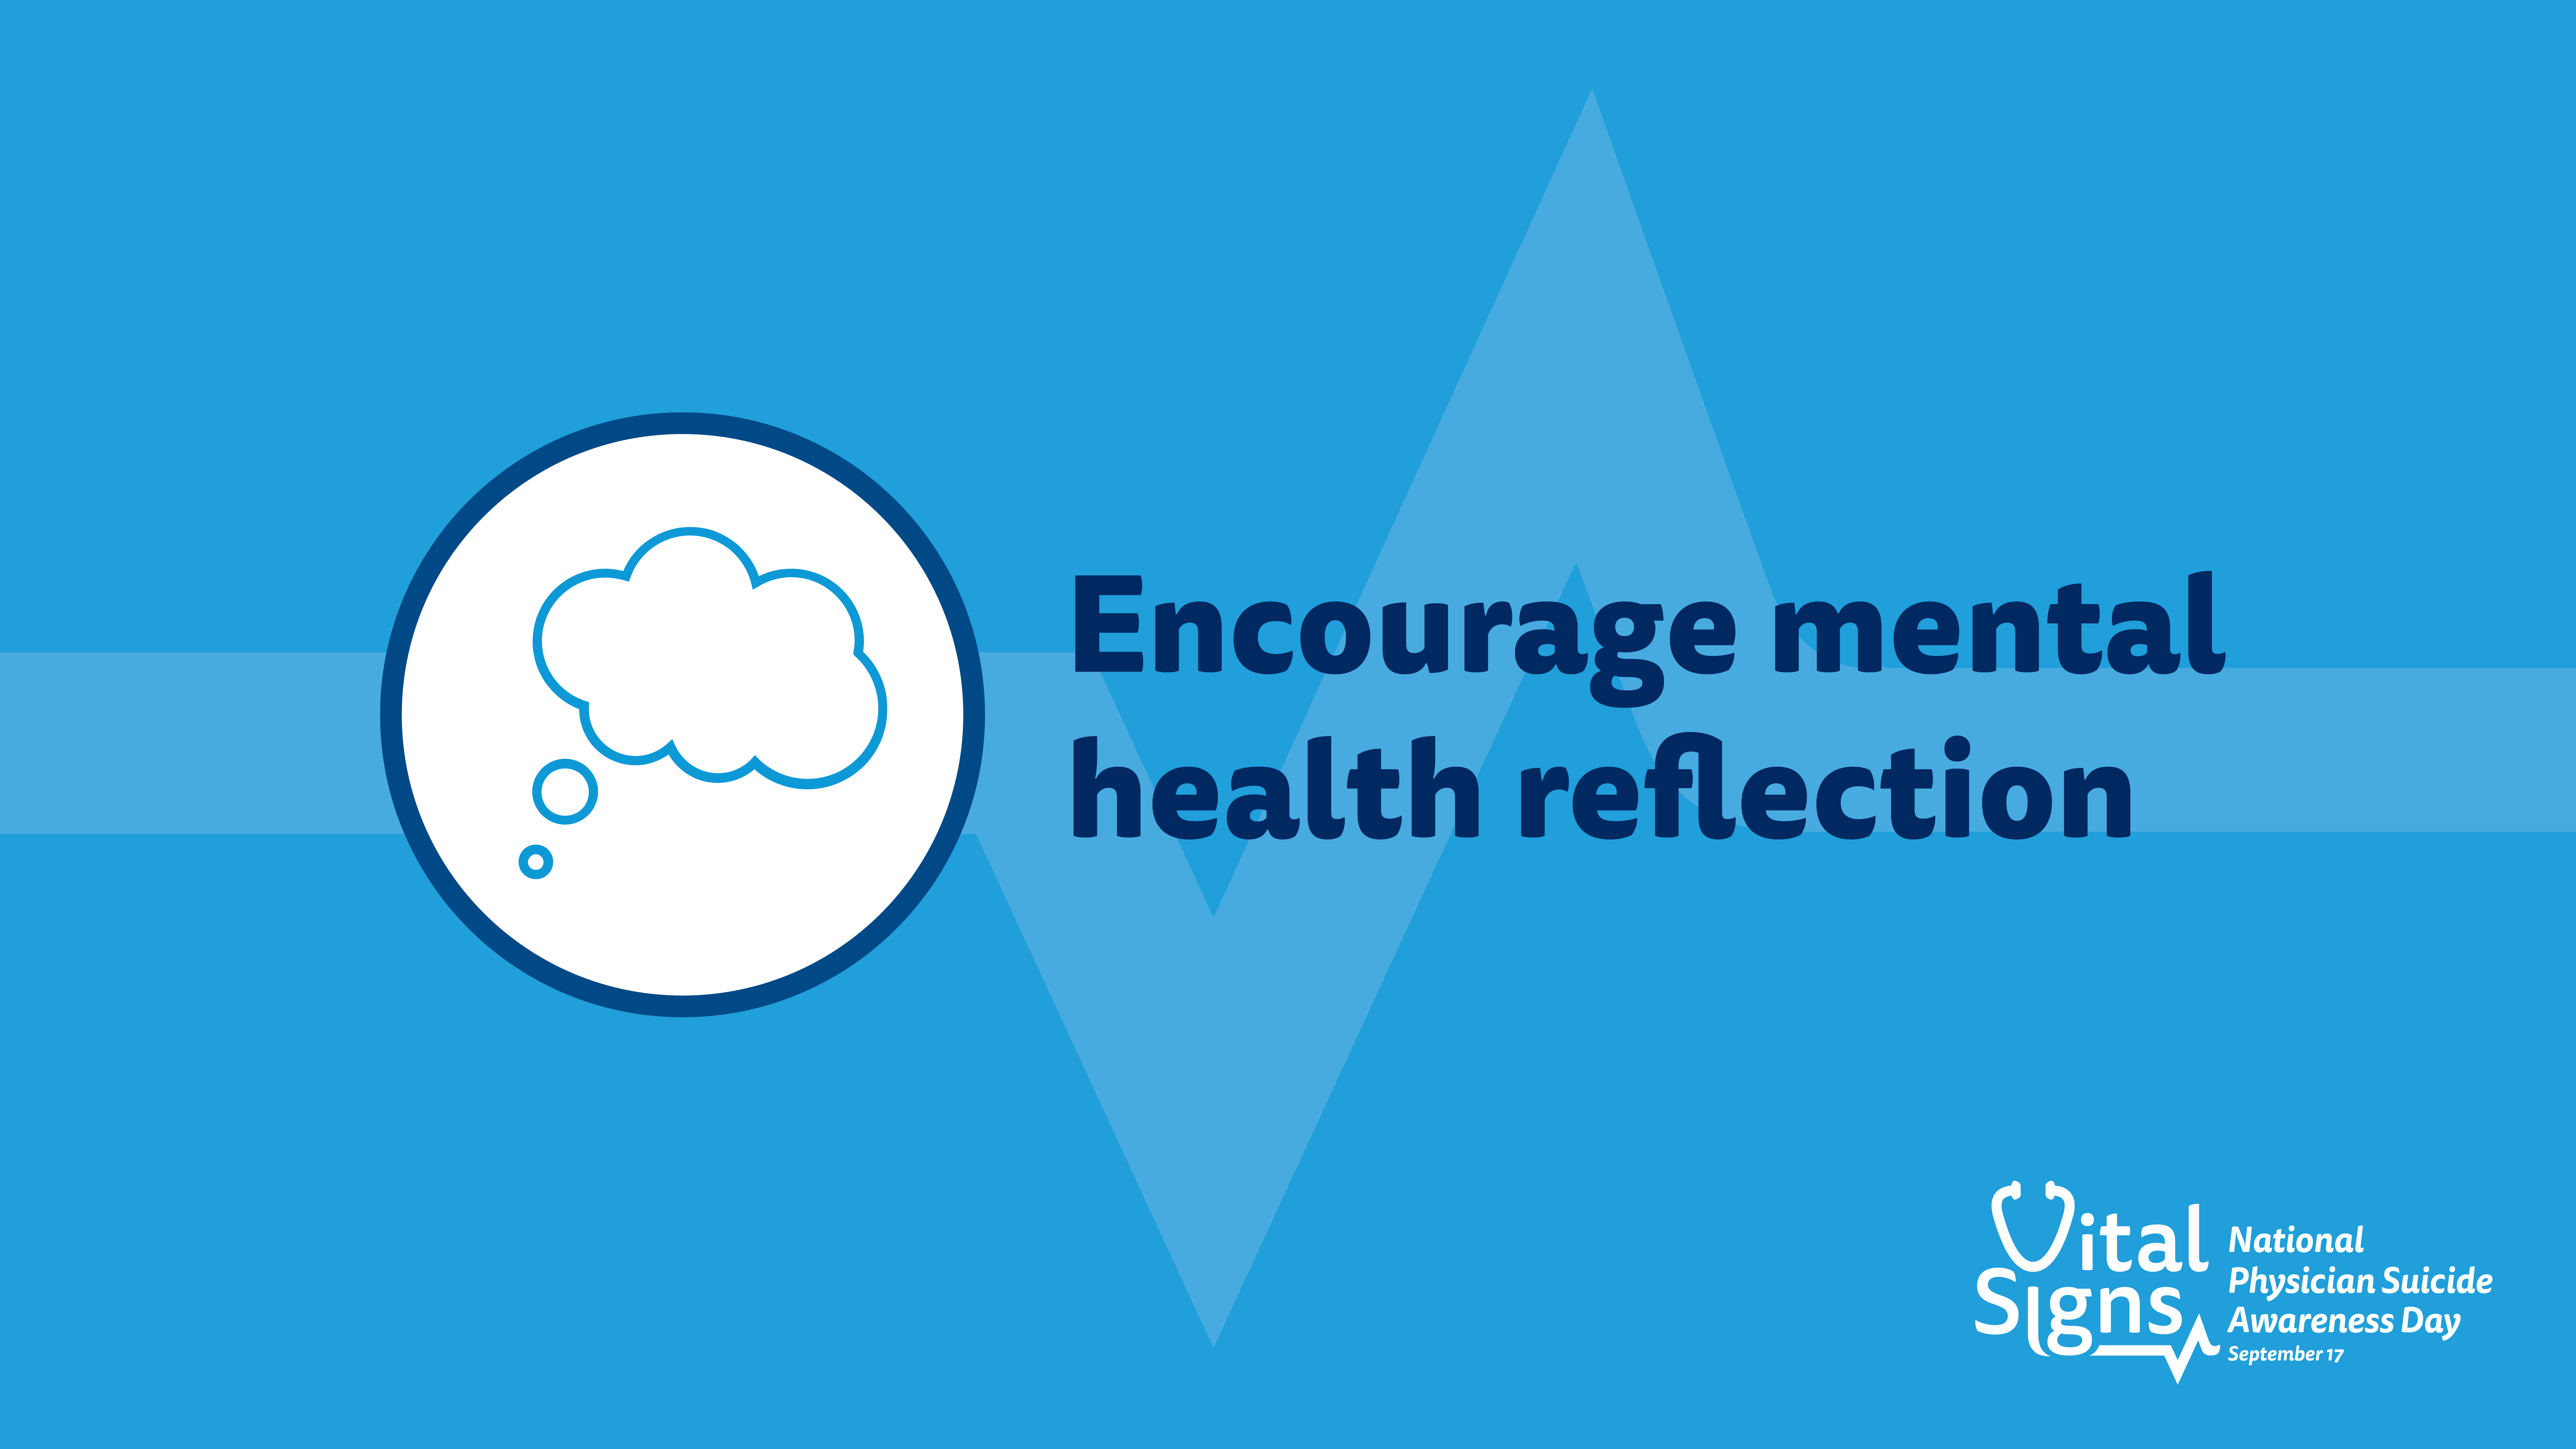 Encourage mental
health reflection
Vital
Signs
National
Physician Suicide
Awareness Day
September 17